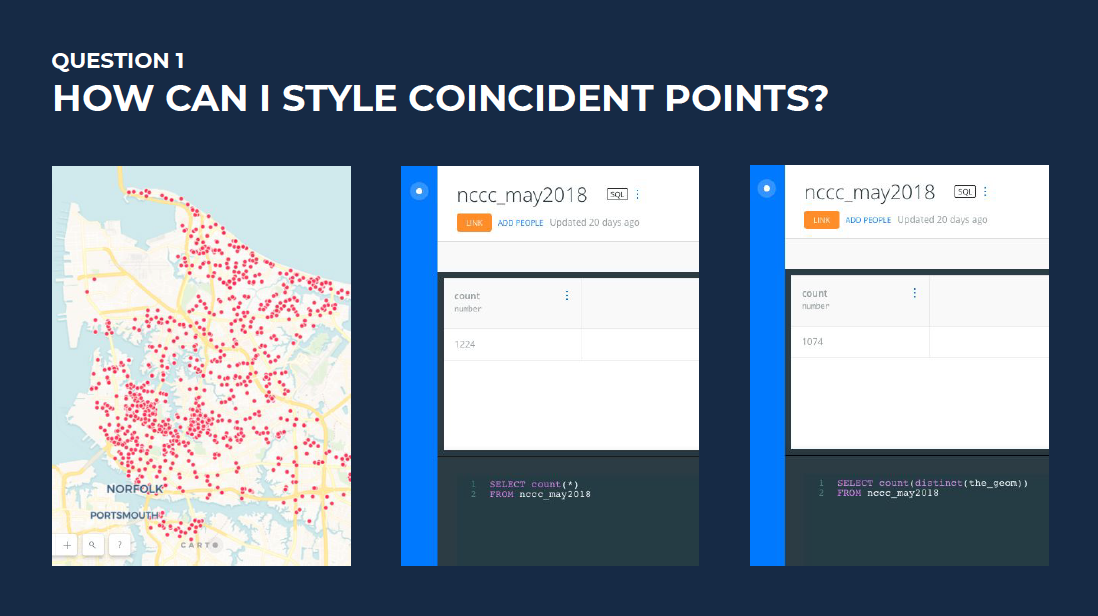 QUESTION 1
HOW CAN I STYLE COINCIDENT POINTS?
NORFOLK
PORTSMOUTH
+
?
CARTO
nccc_may2018 SQL
LINK ADD PEOPLE Updated 20 days ago
count
number
1224
1 SELECT count(*)
2 FROM nccc_may2018
nccc_may2018 SQL
LINK ADD PEOPLE Updated 20 days ago
count
number
1074
1 SELECT count(distinct(the_geom))
2 FROM nccc_may2018